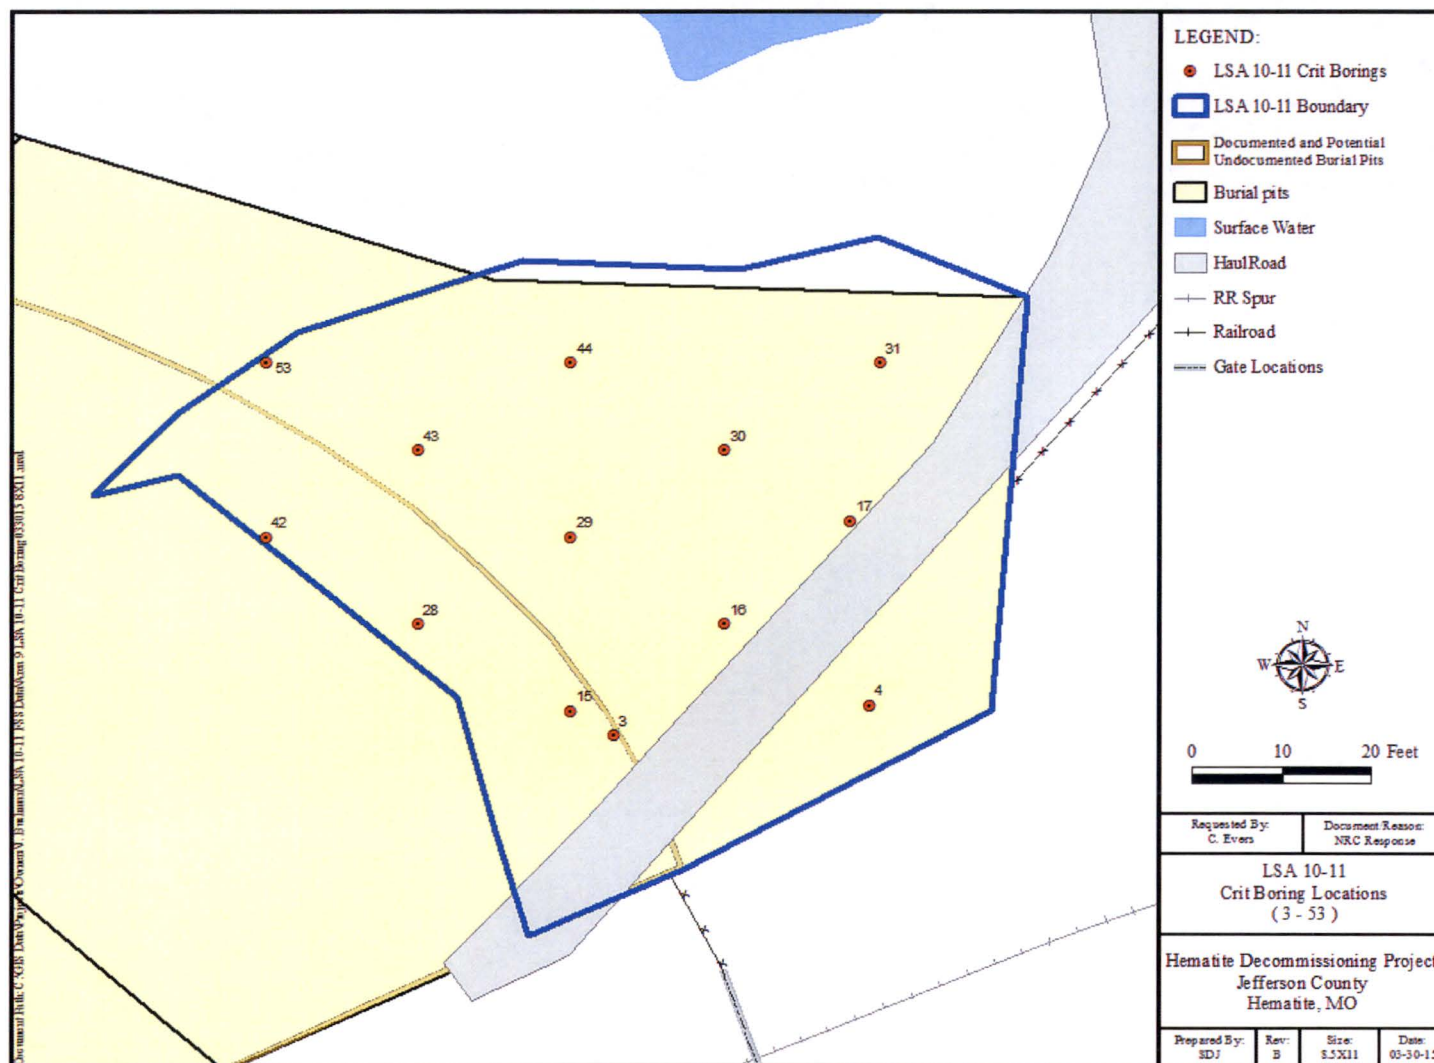 LEGEND:
LSA 10-11 Crit Borings
LSA 10-11 Boundary
Documented and Potential
Undocumented Burial Pits
Burial pits
Surface Water
Haul Road
RR Spur
Railroad
Gate Locations
44
31
53
43
30
17
42
29
28
16
15
4
3
N
W
E
S
0 10 20 Feet
Requested By:
C. Evers
Document/Reason:
NRC Response
LSA 10-11
Crit Boring Locations
( 3 - 53 )
Hematite Decommissioning Project
Jefferson County
Hematite, MO
Prepared By:
SDJ
Rev:
B
Size:
8.5X11
Date: